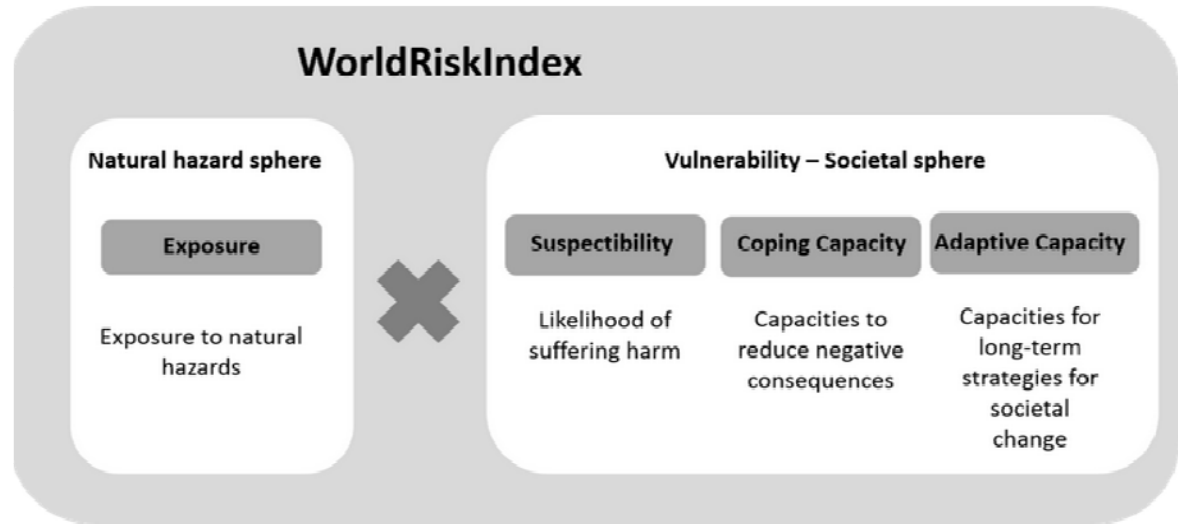 WorldRiskIndex
Natural hazard sphere
Exposure
Exposure to natural
hazards
Vulnerability – Societal sphere
Suspectibility
Likelihood of
suffering harm
Coping Capacity
Capacities to
reduce negative
consequences
Adaptive Capacity
Capacities for
long-term
strategies for
societal
change